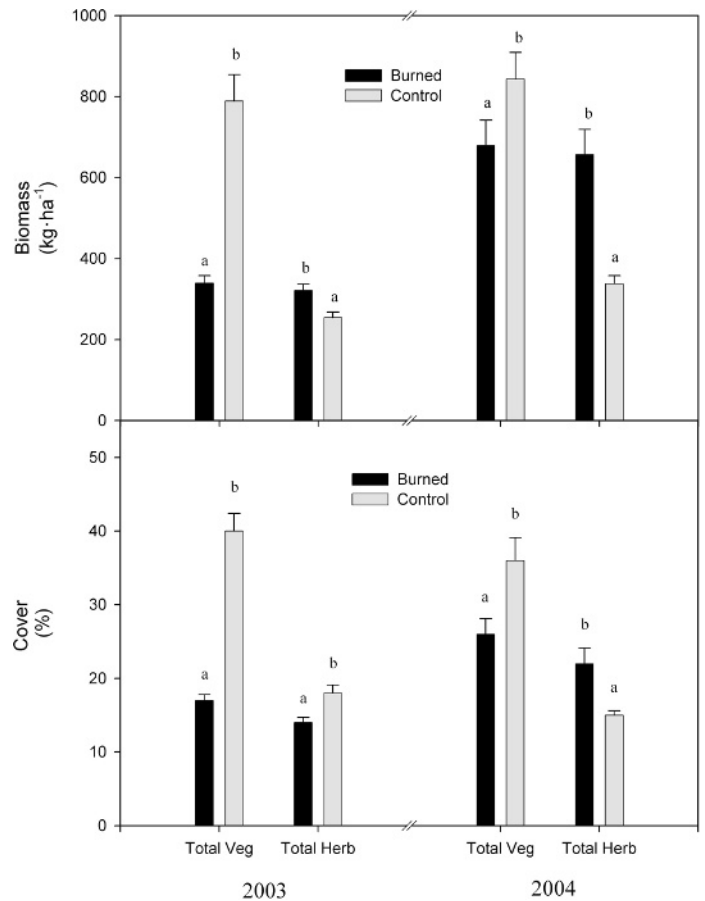 1000
800
600
400
200
0
Biomass
(kg·ha⁻¹)
Burned
Control
a
b
b
a
a
b
b
a
50
40
30
20
10
0
Cover
(%)
Burned
Control
a
b
a
b
a
b
b
a
Total Veg Total Herb Total Veg Total Herb
2003 2004